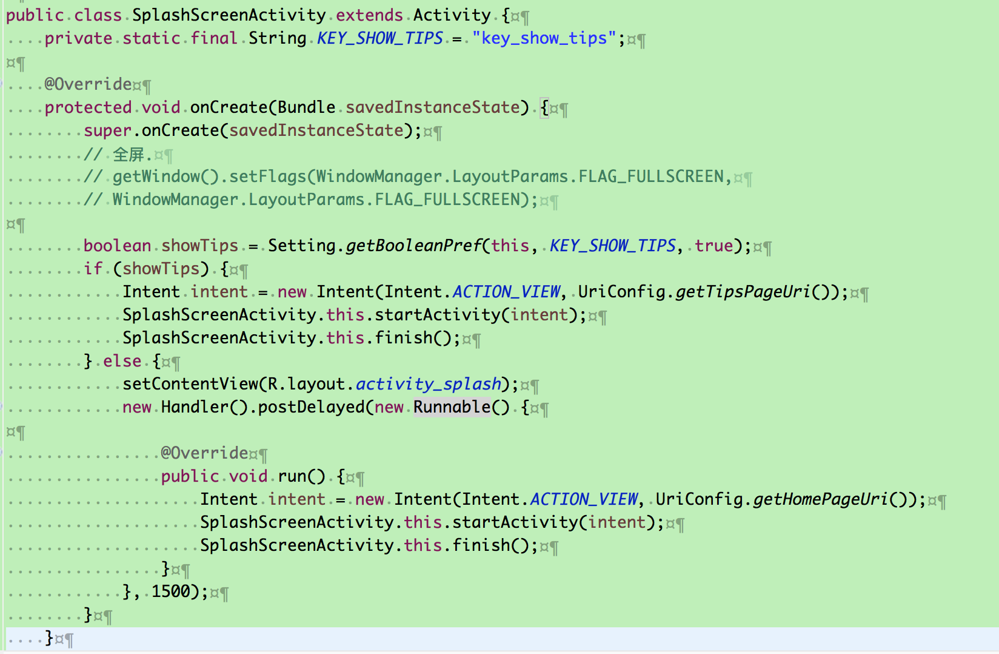 public class SplashScreenActivity extends Activity {
    private static final String KEY_SHOW_TIPS = "key_show_tips";

    @Override
    protected void onCreate(Bundle savedInstanceState) {
        super.onCreate(savedInstanceState);
        // 全屏.
        // getWindow().setFlags(WindowManager.LayoutParams.FLAG_FULLSCREEN,
        // WindowManager.LayoutParams.FLAG_FULLSCREEN);

        boolean showTips = Setting.getBooleanPref(this, KEY_SHOW_TIPS, true);
        if (showTips) {
            Intent intent = new Intent(Intent.ACTION_VIEW, UriConfig.getTipsPageUri());
            SplashScreenActivity.this.startActivity(intent);
            SplashScreenActivity.this.finish();
        } else {
            setContentView(R.layout.activity_splash);
            new Handler().postDelayed(new Runnable() {

                @Override
                public void run() {
                    Intent intent = new Intent(Intent.ACTION_VIEW, UriConfig.getHomePageUri());
                    SplashScreenActivity.this.startActivity(intent);
                    SplashScreenActivity.this.finish();
                }
            }, 1500);
        }
    }